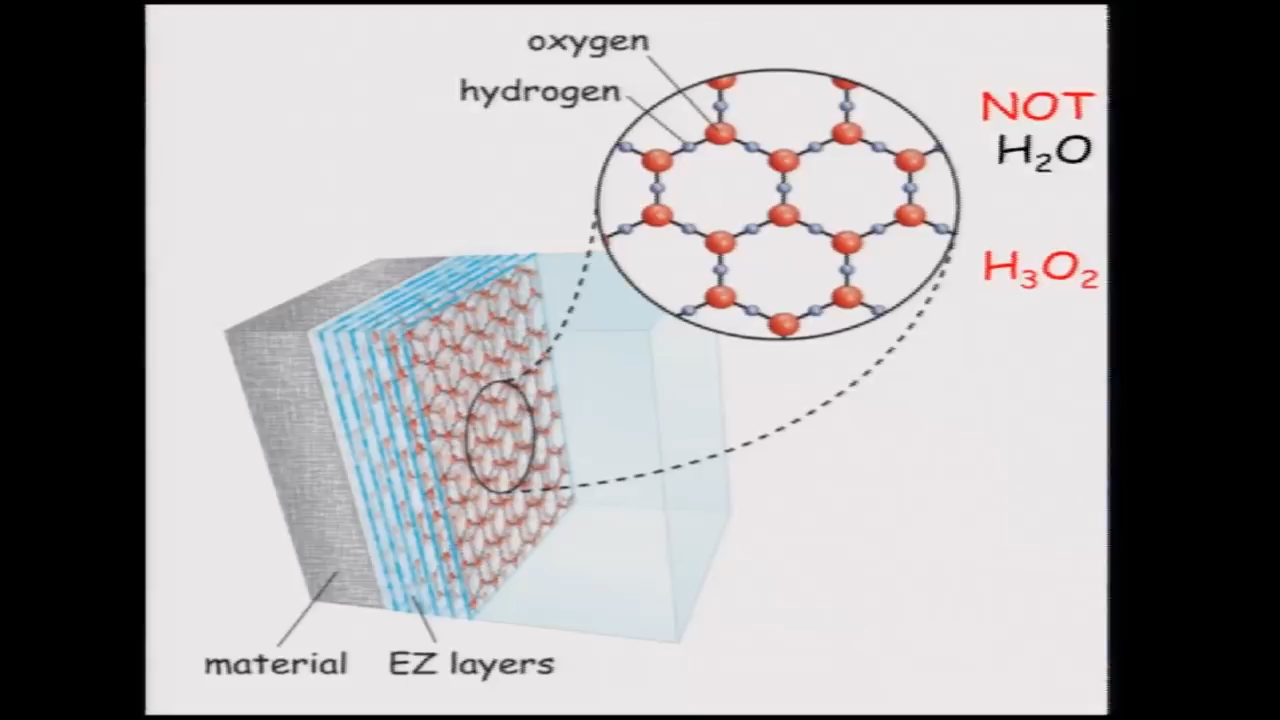 oxygen
hydrogen
NOT
H₂O
H₃O₂
material
EZ layers